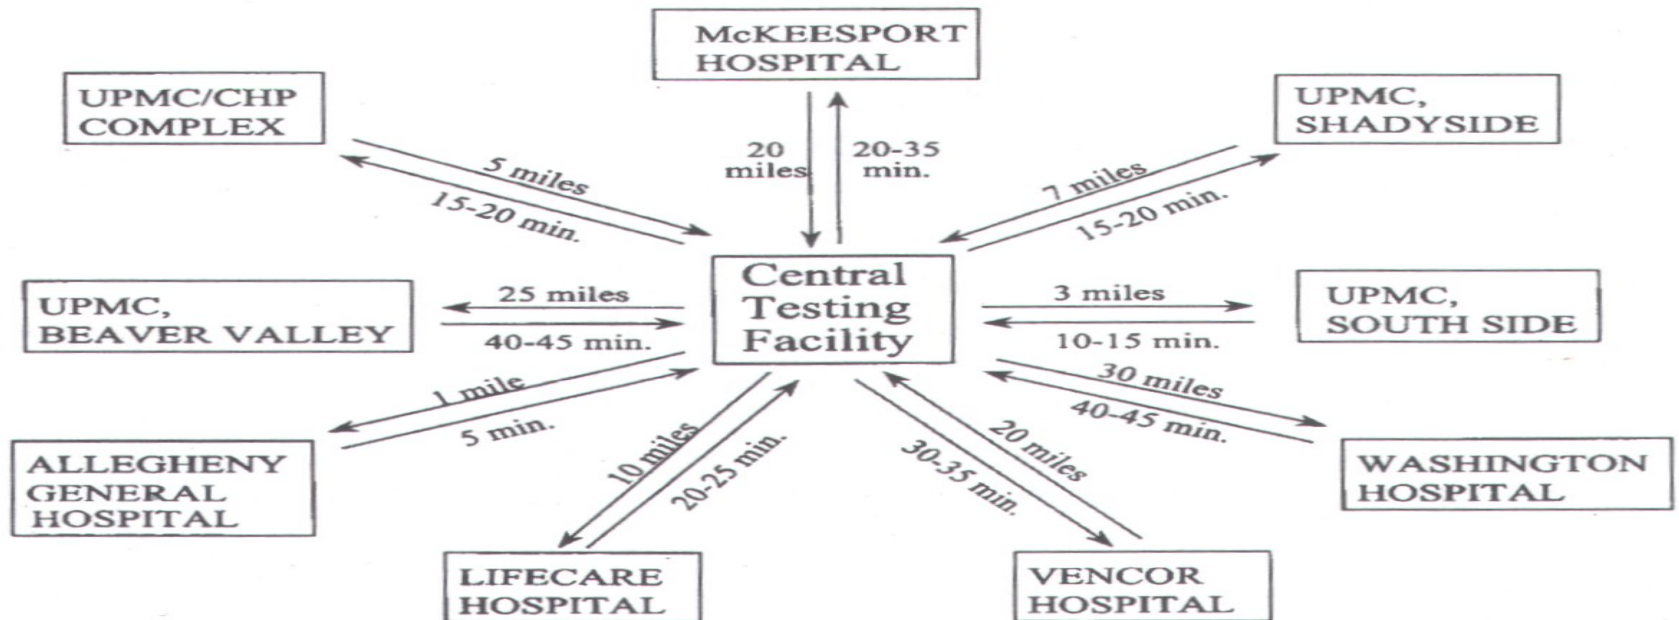 McKEESPORT
HOSPITAL
UPMC/CHP
COMPLEX
UPMC,
SHADYSIDE
5 miles
15-20 min.
20
miles
20-35
min.
7 miles
15-20 min.
Central
Testing
Facility
UPMC,
BEAVER VALLEY
25 miles
40-45 min.
3 miles
10-15 min.
UPMC,
SOUTH SIDE
1 mile
5 min.
30 miles
40-45 min.
ALLEGHENY
GENERAL
HOSPITAL
10 miles
20-25 min.
20 miles
30-35 min.
WASHINGTON
HOSPITAL
LIFECARE
HOSPITAL
VENCOR
HOSPITAL